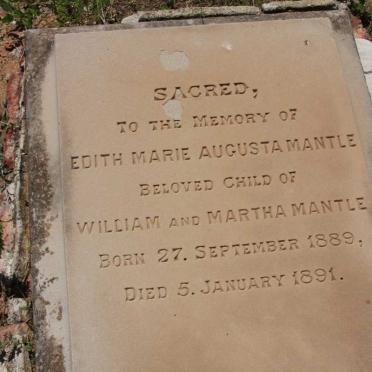 SACRED,
TO THE MEMORY OF
EDITH MARIE AUGUSTA MANTLE
BELOVED CHILD OF
WILLIAM AND MARTHA MANTLE
BORN 27. SEPTEMBER 1889,
DIED 5. JANUARY 1891.